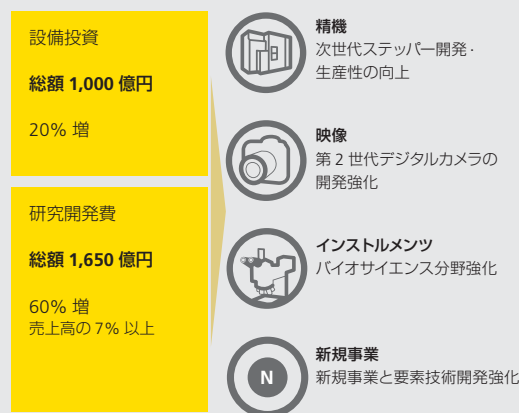 設備投資
総額 1,000 億円
20% 増
研究開発費
総額 1,650 億円
60% 増
売上高の 7% 以上
精機
次世代ステッパー開発・
生産性の向上
映像
第 2 世代デジタルカメラの
開発強化
インストルメンツ
バイオサイエンス分野強化
N
新規事業
新規事業と要素技術開発強化